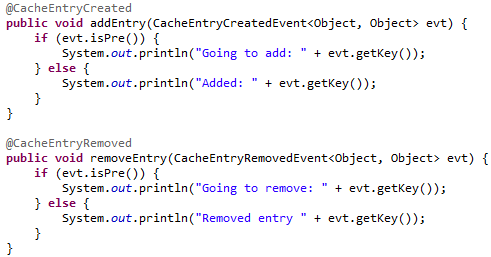 @CacheEntryCreated
public void addEntry(CacheEntryCreatedEvent<Object, Object> evt) {
    if (evt.isPre()) {
        System.out.println("Going to add: " + evt.getKey());
    } else {
        System.out.println("Added: " + evt.getKey());
    }
}
@CacheEntryRemoved
public void removeEntry(CacheEntryRemovedEvent<Object, Object> evt) {
    if (evt.isPre()) {
        System.out.println("Going to remove: " + evt.getKey());
    } else {
        System.out.println("Removed entry " + evt.getKey());
    }
}